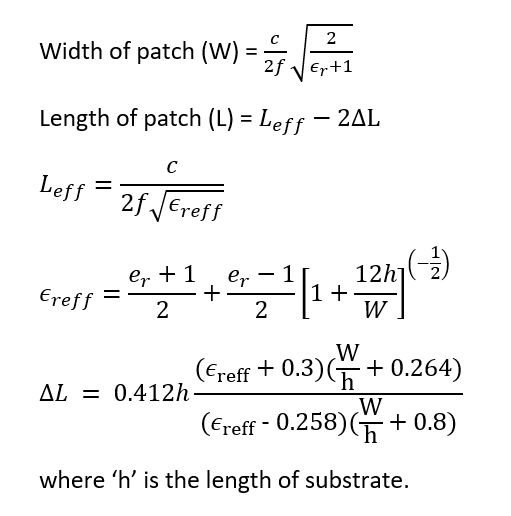 Width of patch (W) = c/2f √(2/(ϵr+1))
Length of patch (L) = Leff − 2ΔL
Leff = c/(2f√ϵreff)
ϵreff = (er + 1)/2 + (er − 1)/2 [1 + 12h/W]^(−1/2)
ΔL = 0.412h (ϵreff + 0.3)(W/h + 0.264)/(ϵreff - 0.258)(W/h + 0.8)
where ‘h’ is the length of substrate.